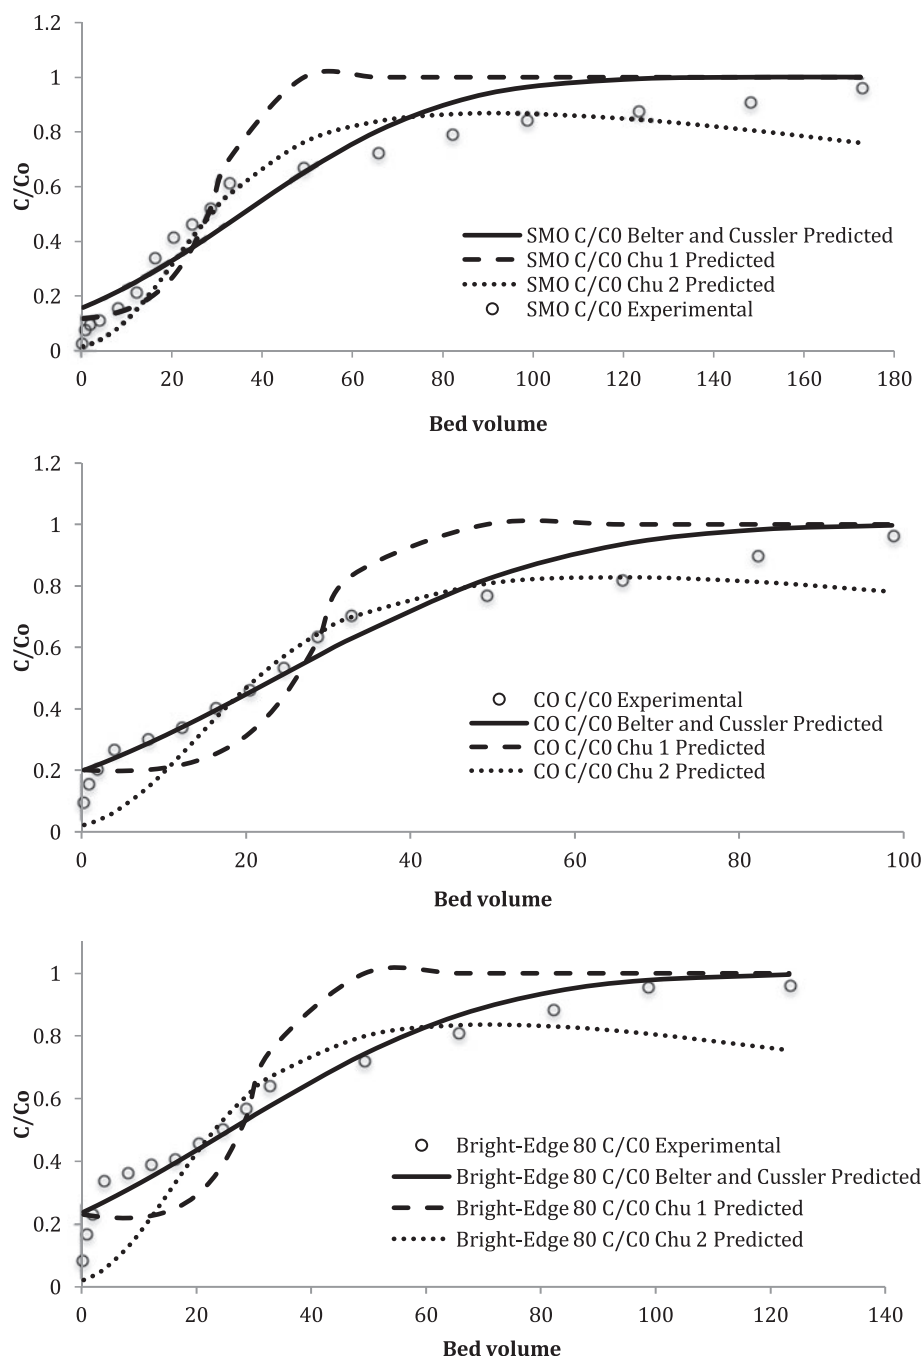 1.2
1
0.8
0.6
0.4
0.2
0
C/Co
SMO C/C0 Belter and Cussler Predicted
SMO C/C0 Chu 1 Predicted
SMO C/C0 Chu 2 Predicted
SMO C/C0 Experimental
0 20 40 60 80 100 120 140 160 180
Bed volume
1.2
1
0.8
0.6
0.4
0.2
0
C/Co
CO C/C0 Experimental
CO C/C0 Belter and Cussler Predicted
CO C/C0 Chu 1 Predicted
CO C/C0 Chu 2 Predicted
0 20 40 60 80 100
Bed volume
1
0.8
0.6
0.4
0.2
0
C/Co
Bright-Edge 80 C/C0 Experimental
Bright-Edge 80 C/C0 Belter and Cussler Predicted
Bright-Edge 80 C/C0 Chu 1 Predicted
Bright-Edge 80 C/C0 Chu 2 Predicted
0 20 40 60 80 100 120 140
Bed volume